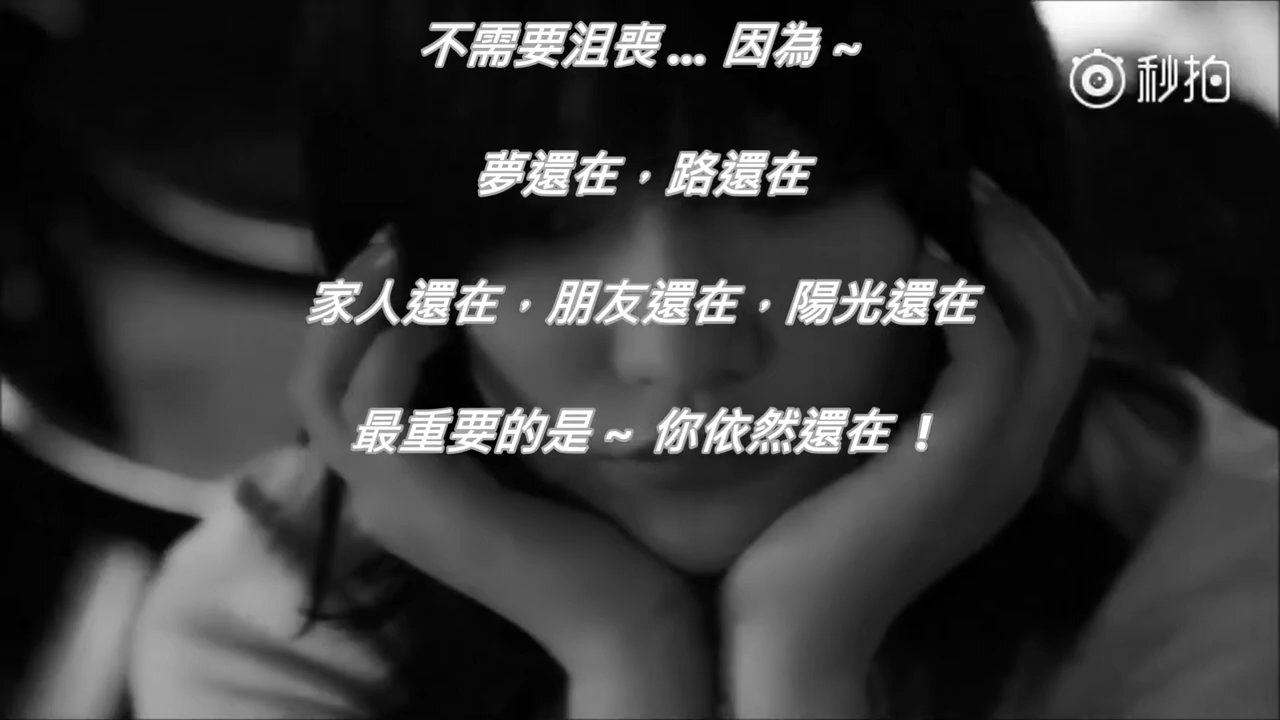 不需要沮喪... 因為~
秒拍
夢還在，路還在
家人還在，朋友還在，陽光還在
最重要的是~ 你依然還在！